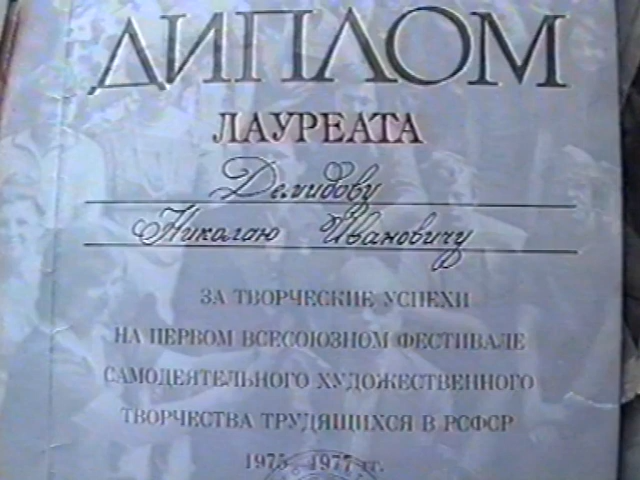 ДИПЛОМ
ЛАУРЕАТА
Демидову
Николаю Ивановичу
ЗА ТВОРЧЕСКИЕ УСПЕХИ
НА ПЕРВОМ ВСЕСОЮЗНОМ ФЕСТИВАЛЕ
САМОДЕЯТЕЛЬНОГО ХУДОЖЕСТВЕННОГО
ТВОРЧЕСТВА ТРУДЯЩИХСЯ В РСФСР
1975-1977 гг.